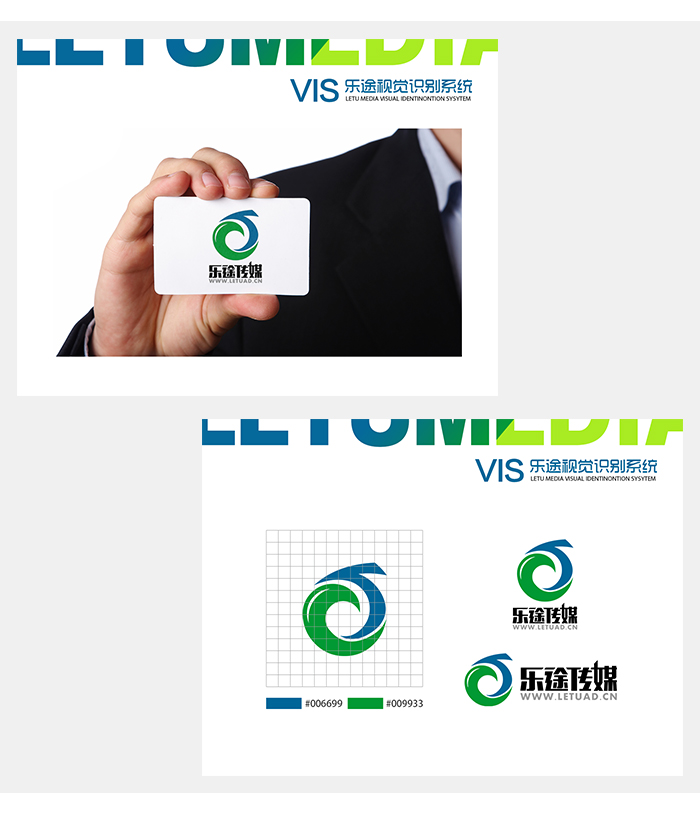 LETUMEDIA
VIS 乐途视觉识别系统
LETU MEDIA VISUAL IDENTINONTION SYSYTEM
乐途传媒
WWW.LETUAD.CN
LETUMEDIA
VIS 乐途视觉识别系统
LETU MEDIA VISUAL IDENTINONTION SYSYTEM
乐途传媒
WWW.LETUAD.CN
乐途传媒
WWW.LETUAD.CN
#006699 #009933